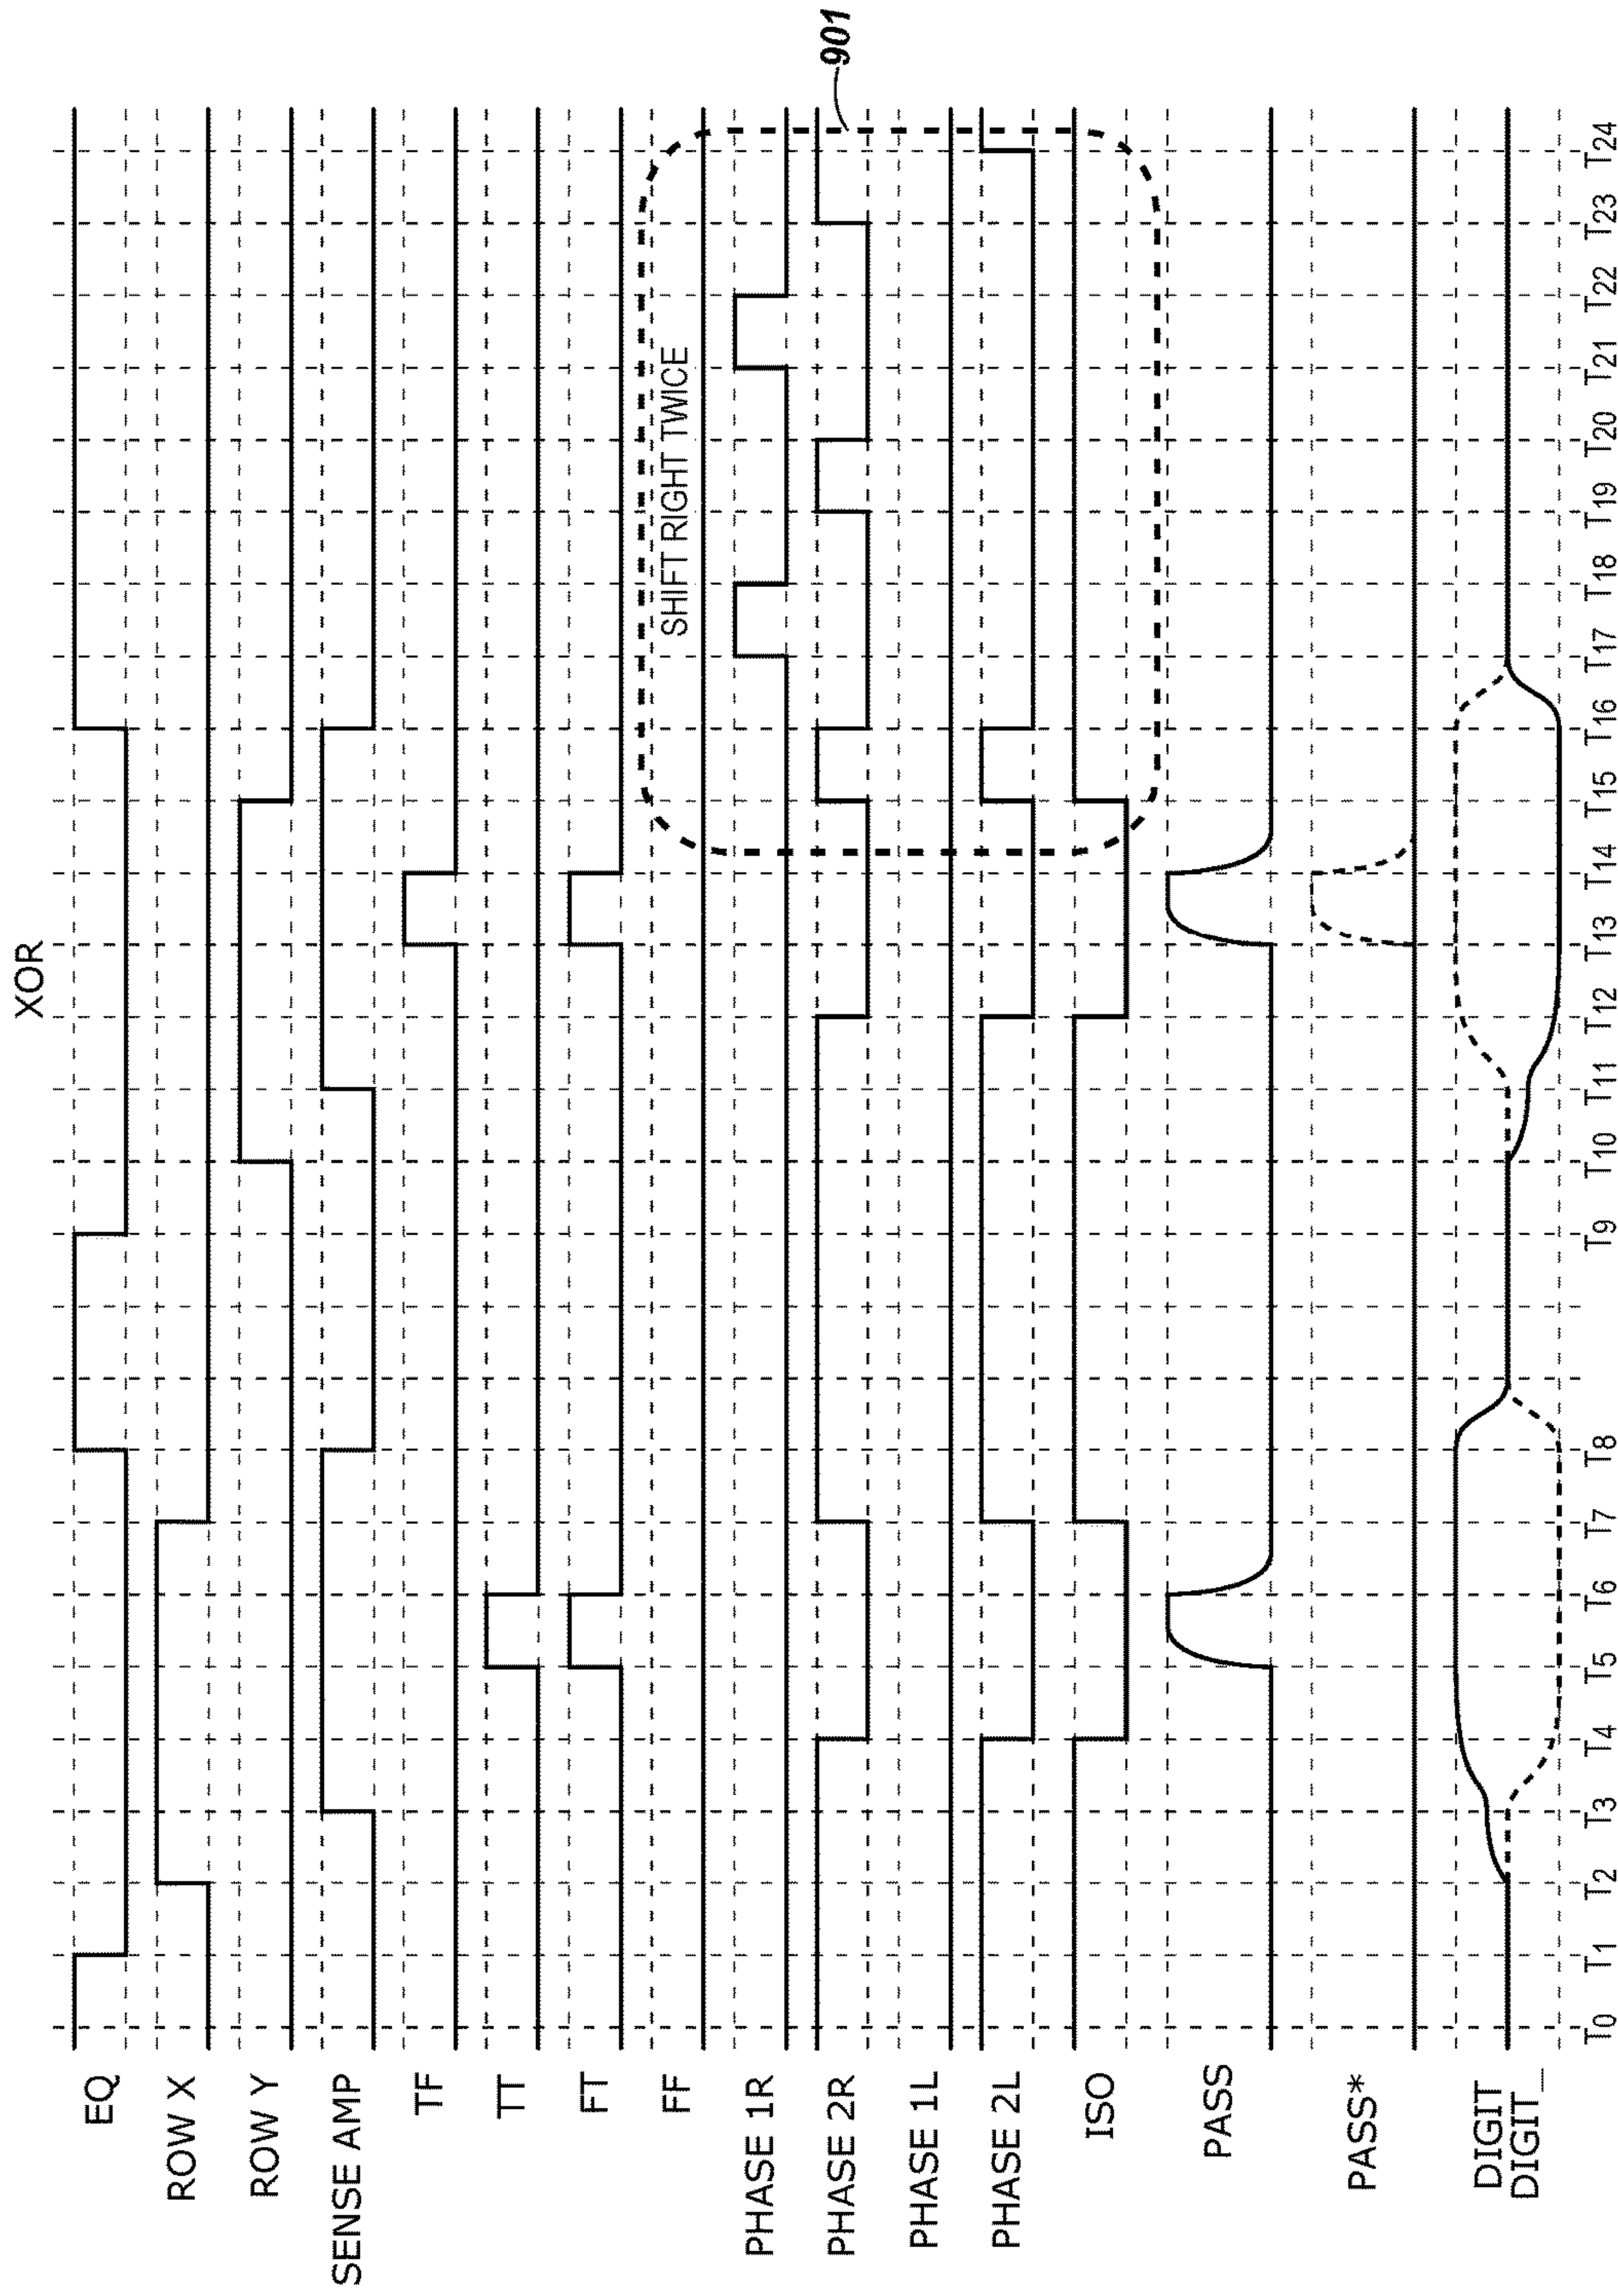 XOR
EQ
ROW X
ROW Y
SENSE AMP
TF
TT
FT
FF
PHASE 1R
PHASE 2R
PHASE 1L
PHASE 2L
ISO
PASS
PASS*
DIGIT
DIGIT_
SHIFT RIGHT TWICE
901
T0 T1 T2 T3 T4 T5 T6 T7 T8 T9 T10 T11 T12 T13 T14 T15 T16 T17 T18 T19 T20 T21 T22 T23 T24